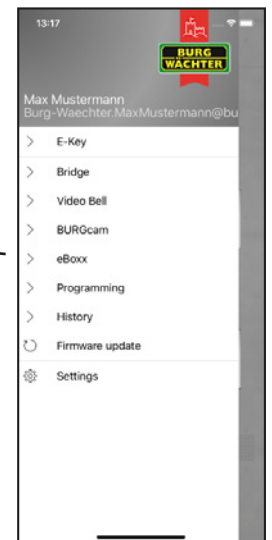 13:17
BURG
WÄCHTER
Max Mustermann
Burg-Waechter.MaxMustermann@bu
E-Key
Bridge
Video Bell
BURGcam
eBoxx
Programming
History
Firmware update
Settings